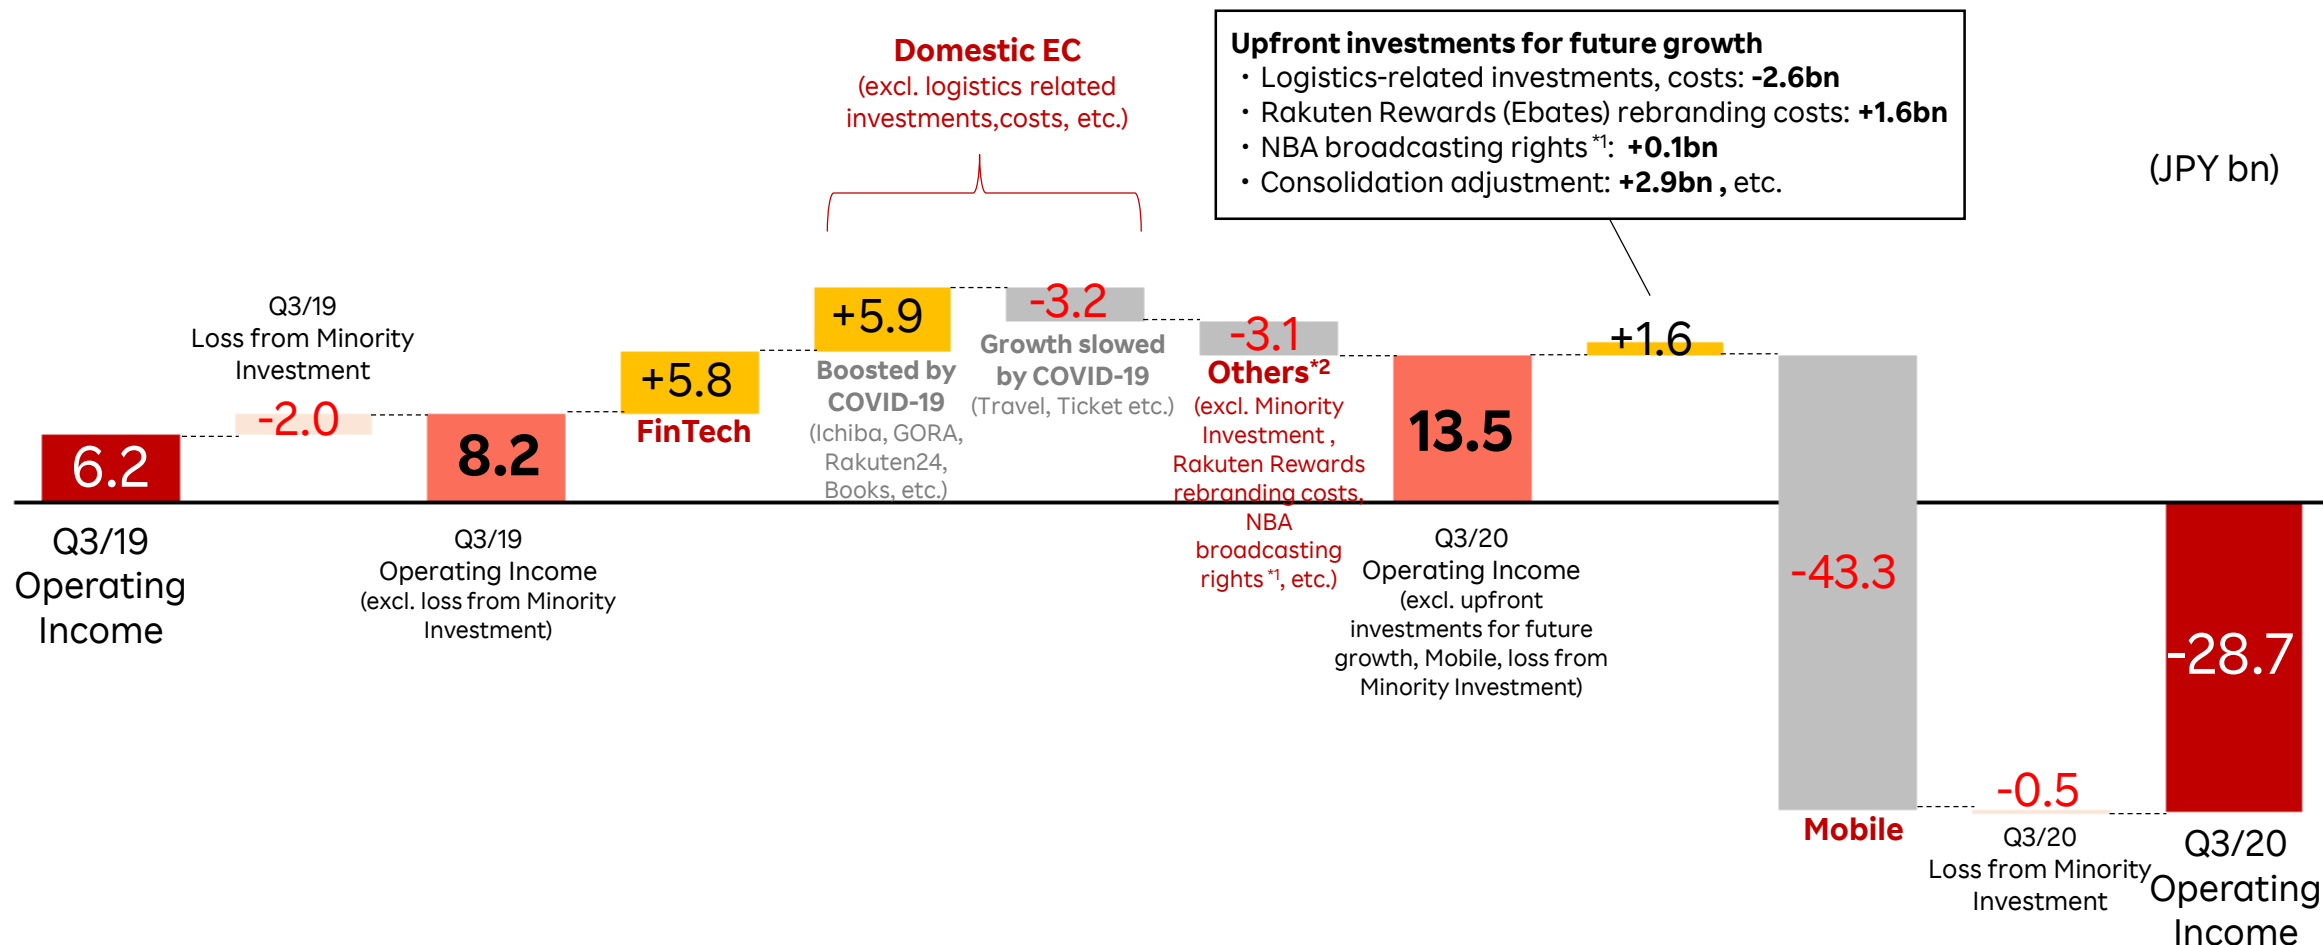 Domestic EC
(excl. logistics related
investments,costs, etc.)
Upfront investments for future growth
・Logistics-related investments, costs: -2.6bn
・Rakuten Rewards (Ebates) rebranding costs: +1.6bn
・NBA broadcasting rights *1: +0.1bn
・Consolidation adjustment: +2.9bn , etc.
(JPY bn)
6.2
Q3/19
Operating
Income
Q3/19
Loss from Minority
Investment
-2.0
8.2
Q3/19
Operating Income
(excl. loss from Minority
Investment)
+5.8
FinTech
+5.9
Boosted by
COVID-19
(Ichiba, GORA,
Rakuten24,
Books, etc.)
-3.2
Growth slowed
by COVID-19
(Travel, Ticket etc.)
-3.1
Others*2
(excl. Minority
Investment ,
Rakuten Rewards
rebranding costs,
NBA
broadcasting
rights *1, etc.)
13.5
Q3/20
Operating Income
(excl. upfront
investments for future
growth, Mobile, loss from
Minority Investment)
+1.6
-43.3
Mobile
-0.5
Q3/20
Loss from Minority
Investment
-28.7
Q3/20
Operating
Income